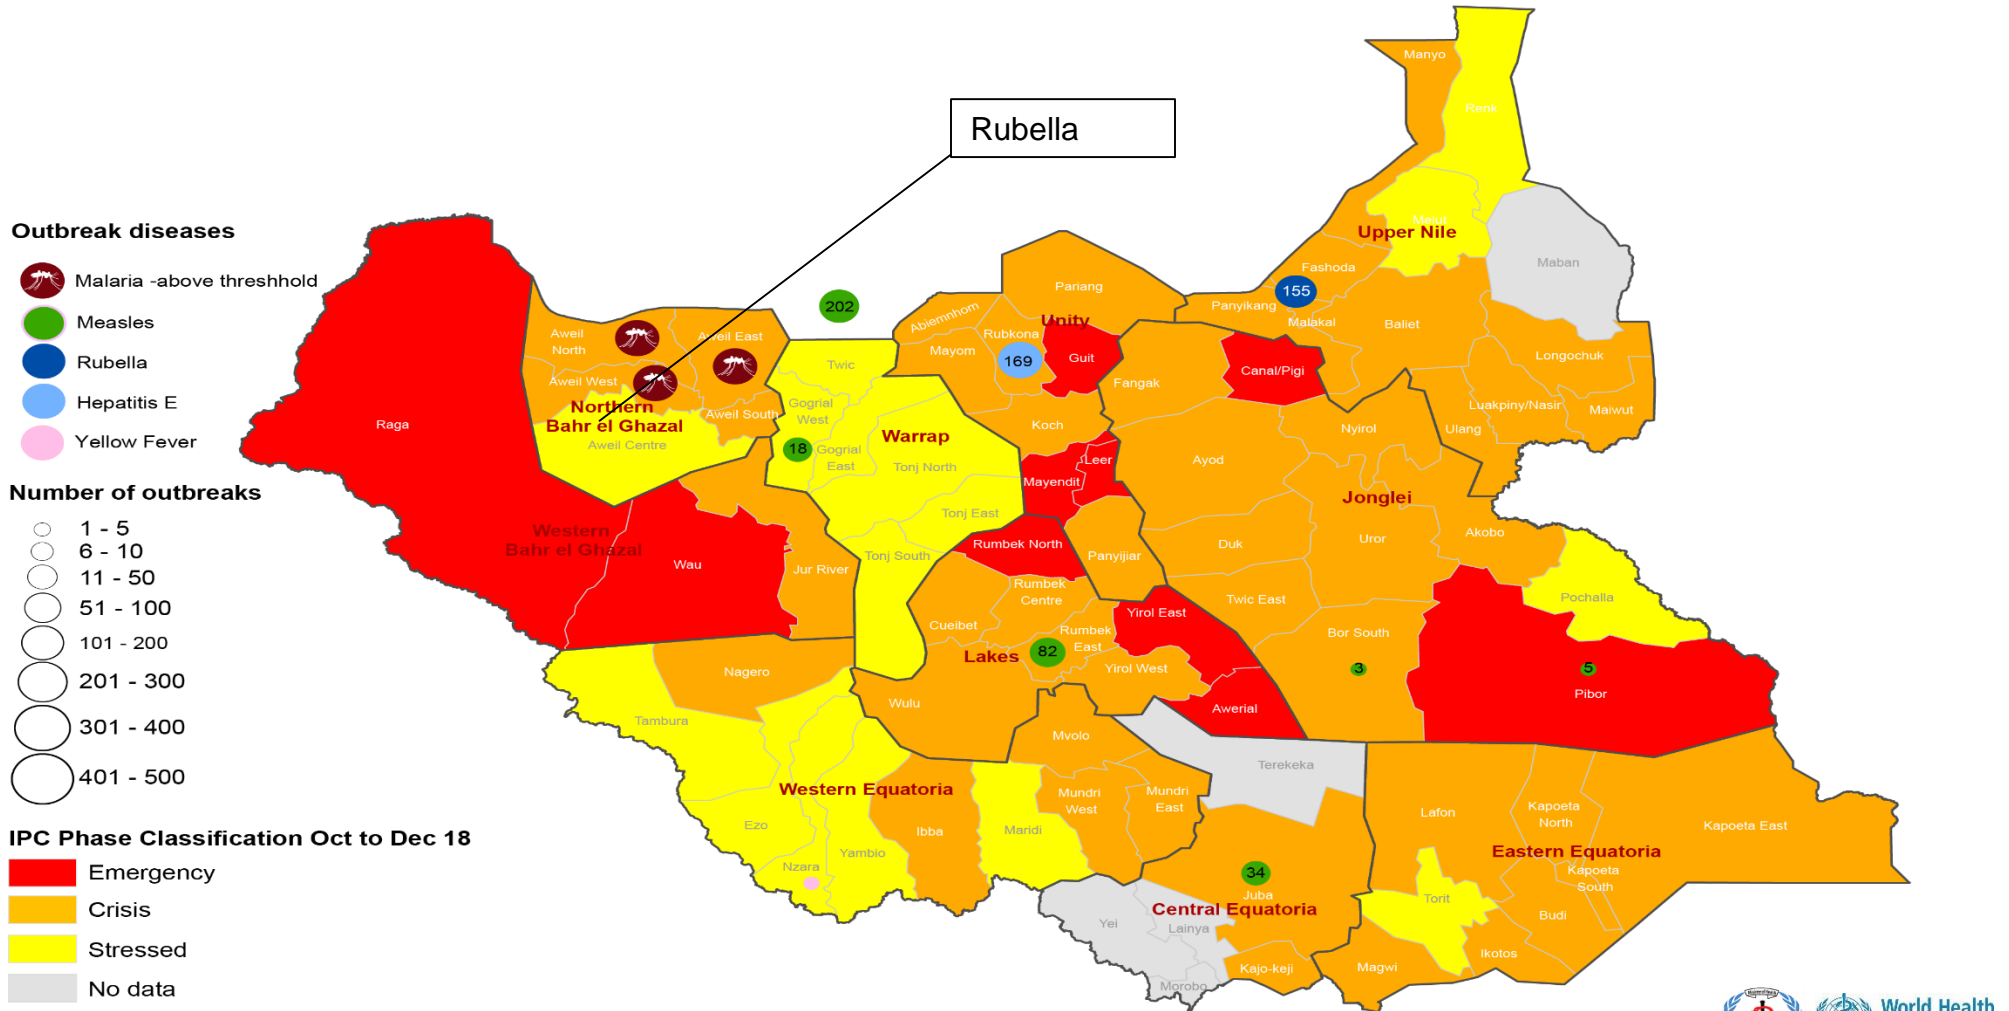 Rubella
Outbreak diseases
Malaria -above threshhold
Measles
Rubella
Hepatitis E
Yellow Fever
Number of outbreaks
1 - 5
6 - 10
11 - 50
51 - 100
101 - 200
201 - 300
301 - 400
401 - 500
IPC Phase Classification Oct to Dec 18
Emergency
Crisis
Stressed
No data
Manyo
Renk
Melut
Upper Nile
Maban
Fashoda
155
Panyikang
Malakal
Baliet
Longochuk
Luakpiny/Nasir
Maiwut
Ulang
Pariang
Abiemnhom
Unity
Rubkona
Mayom
169
Guit
Koch
Leer
Mayendit
Panyijiar
202
Aweil
North
Aweil East
Aweil West
Northern
Bahr el Ghazal
Aweil South
Aweil Centre
Raga
Western
Bahr el Ghazal
Wau
Jur River
Twic
Gogrial
West
18
Gogrial
East
Warrap
Tonj North
Tonj East
Tonj South
Fangak
Canal/Pigi
Nyirol
Ayod
Jonglei
Akobo
Duk
Uror
Twic East
Pochalla
Bor South
3
5
Pibor
Rumbek North
Rumbek
Centre
Cueibet
Rumbek
East
Yirol East
82
Lakes
Yirol West
Wulu
Awerial
Nagero
Tambura
Western Equatoria
Ezo
Nzara
Yambio
Ibba
Maridi
Mvolo
Mundri
West
Mundri
East
Terekeka
34
Juba
Central Equatoria
Yei
Lainya
Morobo
Kajo-keji
Lafon
Kapoeta
North
Kapoeta East
Eastern Equatoria
Kapoeta
South
Torit
Budi
Ikotos
Magwi
World Health